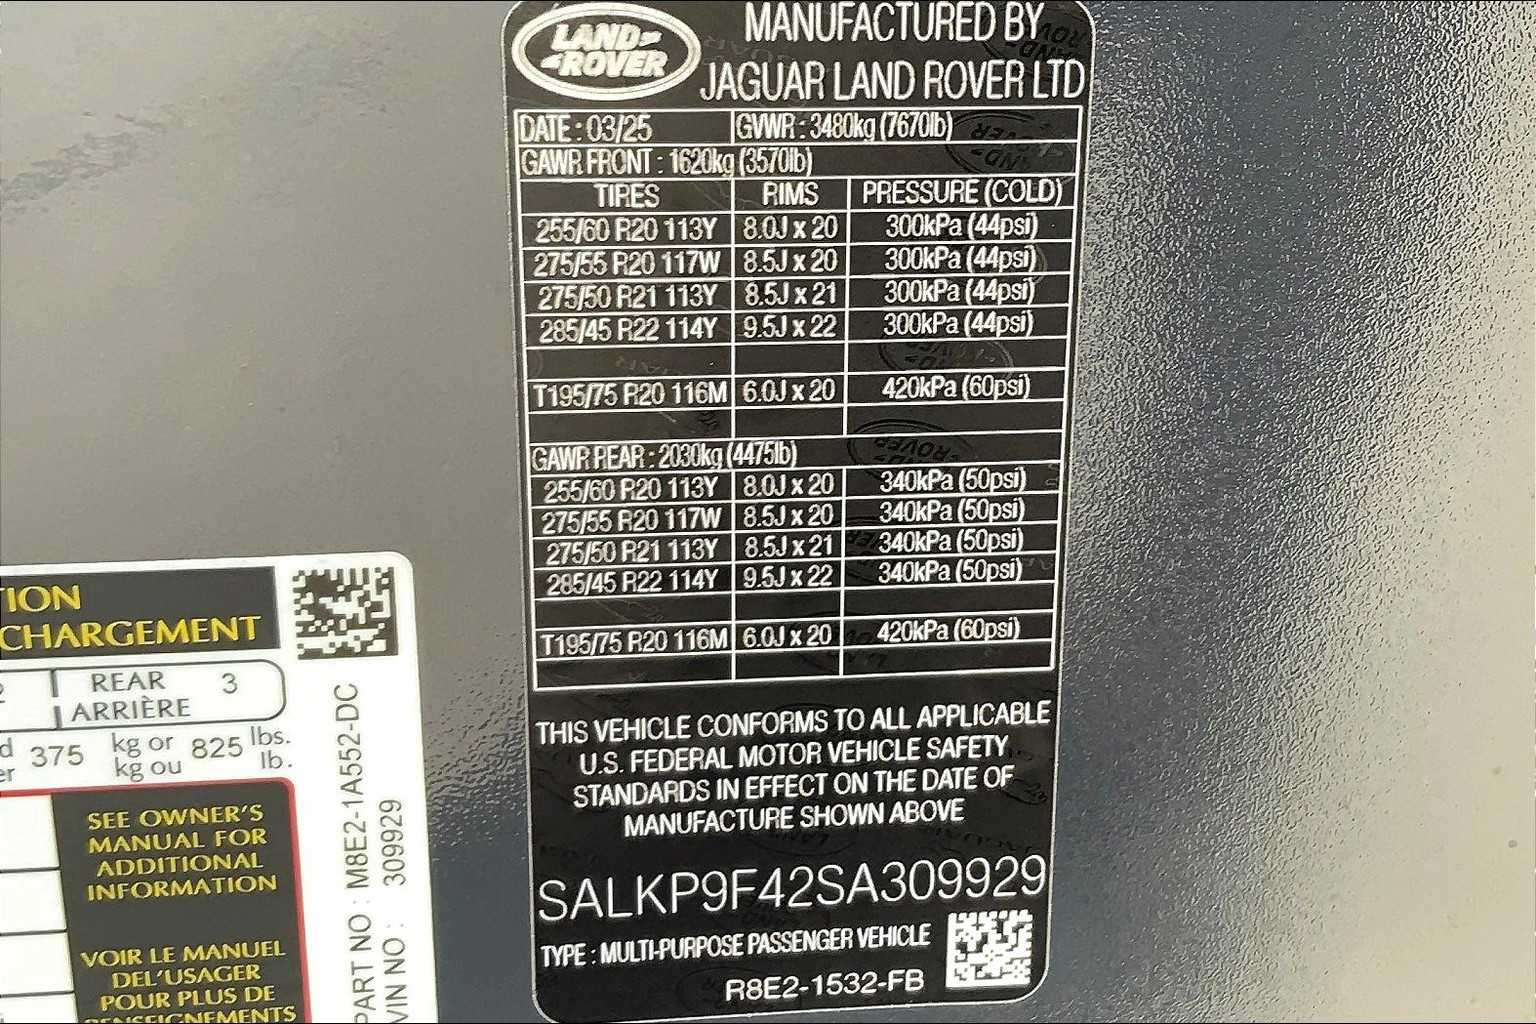 LAND-
-ROVER
MANUFACTURED BY
JAGUAR LAND ROVER LTD
DATE : 03/25 GVWR : 3480kg (7670lb)
GAWR FRONT : 1620kg (3570lb)
TIRES RIMS PRESSURE (COLD)
255/60 R20 113Y 8.0J x 20 300kPa (44psi)
275/55 R20 117W 8.5J x 20 300kPa (44psi)
275/50 R21 113Y 8.5J x 21 300kPa (44psi)
285/45 R22 114Y 9.5J x 22 300kPa (44psi)
T195/75 R20 116M 6.0J x 20 420kPa (60psi)
GAWR REAR : 2030kg (4475lb)
255/60 R20 113Y 8.0J x 20 340kPa (50psi)
275/55 R20 117W 8.5J x 20 340kPa (50psi)
275/50 R21 113Y 8.5J x 21 340kPa (50psi)
285/45 R22 114Y 9.5J x 22 340kPa (50psi)
T195/75 R20 116M 6.0J x 20 420kPa (60psi)
THIS VEHICLE CONFORMS TO ALL APPLICABLE
U.S. FEDERAL MOTOR VEHICLE SAFETY
STANDARDS IN EFFECT ON THE DATE OF
MANUFACTURE SHOWN ABOVE
SALKP9F42SA309929
TYPE : MULTI-PURPOSE PASSENGER VEHICLE
R8E2-1532-FB
TION
CHARGEMENT
REAR 3
ARRIÈRE
375 kg or 825 lbs.
kg ou lb.
SEE OWNER'S
MANUAL FOR
ADDITIONAL
INFORMATION
VOIR LE MANUEL
DEL'USAGER
POUR PLUS DE
RENSEIGNEMENTS
PART NO : M8E2-1A552-DC
VIN NO : 309929